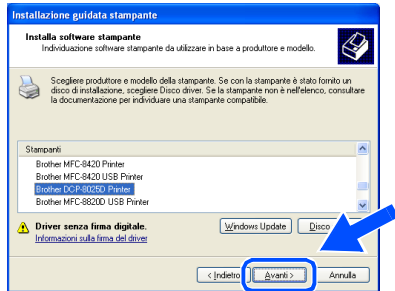 Installazione guidata stampante
Installa software stampante
Individuazione software stampante da utilizzare in base a produttore e modello.
Scegliere produttore e modello della stampante. Se con la stampante è stato fornito un
disco di installazione, scegliere Disco driver. Se la stampante non è nell'elenco, consultare
la documentazione per individuare una stampante compatibile.
Stampanti
Brother MFC-8420 Printer
Brother MFC-8420 USB Printer
Brother DCP-8025D Printer
Brother MFC-8820D USB Printer
Driver senza firma digitale.
Windows Update
Disco
Informazioni sulla firma del driver
< Indietro
Avanti >
Annulla